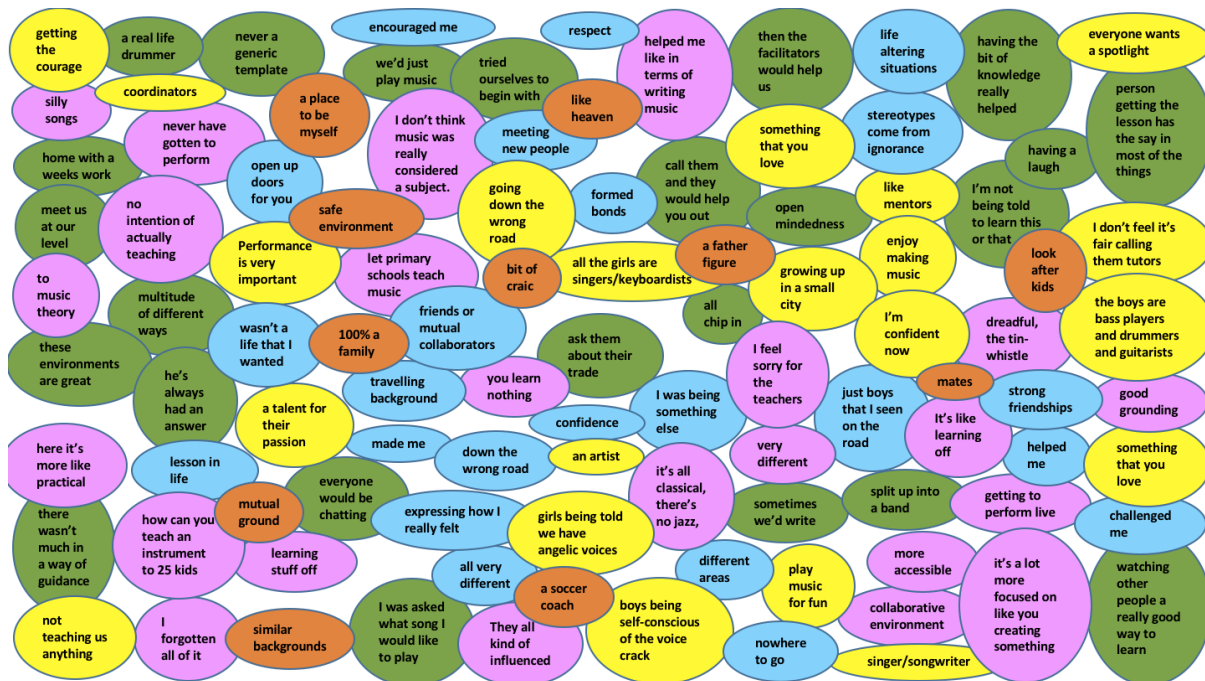 getting
the
courage
a real life
drummer
never a
generic
template
encouraged me
we'd just
play music
tried
ourselves to
begin with
respect
helped me
like in
terms of
writing
music
then the
facilitators
would help
us
life
altering
situations
having the
bit of
knowledge
really
helped
everyone wants
a spotlight
silly
songs
coordinators
never have
gotten to
perform
a place
to be
myself
I don't think
music was
really
considered
a subject.
meeting
new people
like
heaven
something
that you
love
stereotypes
come from
ignorance
having a
laugh
person
getting the
lesson has
the say in
most of the
things
home with a
weeks work
open up
doors
for you
going
down the
wrong
road
formed
bonds
call them
and they
would help
you out
open
mindedness
like
mentors
I'm not
being told
to learn this
or that
meet us
at our
level
no
intention of
actually
teaching
safe
environment
Performance
is very
important
let primary
schools teach
music
bit of
craic
all the girls are
singers/keyboardists
a father
figure
growing up
in a small
city
enjoy
making
music
look
after
kids
I don't feel it's
fair calling
them tutors
to
music
theory
multitude of
different
ways
wasn't a
life that I
wanted
100% a
family
friends or
mutual
collaborators
all
chip in
I'm
confident
now
dreadful,
the tin-
whistle
the boys are
bass players
and drummers
and guitarists
these
environments
are great
he's
always
had an
answer
a talent for
their
passion
travelling
background
you learn
nothing
ask them
about their
trade
I feel
sorry for
the
teachers
I was being
something
else
just boys
that I seen
on the
road
mates
strong
friendships
good
grounding
here it's
more like
practical
lesson in
life
made me
down the
wrong road
confidence
an artist
it's all
classical,
there's
no jazz,
very
different
It's like
learning
off
helped
me
something
that you
love
there
wasn't
much in
a way of
guidance
how can you
teach an
instrument
to 25 kids
mutual
ground
everyone
would be
chatting
learning
stuff off
expressing how I
really felt
girls being told
we have
angelic voices
sometimes
we'd write
split up into
a band
getting to
perform live
challenged
me
all very
different
a soccer
coach
different
areas
play
music
for fun
more
accessible
collaborative
environment
it's a lot
more
focused on
like you
creating
something
watching
other
people a
really good
way to
learn
not
teaching us
anything
I
forgotten
all of it
similar
backgrounds
I was asked
what song I
would like
to play
They all
kind of
influenced
boys being
self-conscious
of the voice
crack
nowhere
to go
singer/songwriter